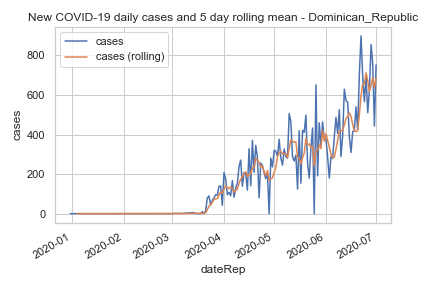 New COVID-19 daily cases and 5 day rolling mean - Dominican_Republic
cases
cases (rolling)
800
600
400
200
0
cases
2020-01
2020-02
2020-03
2020-04
2020-05
2020-06
2020-07
dateRep